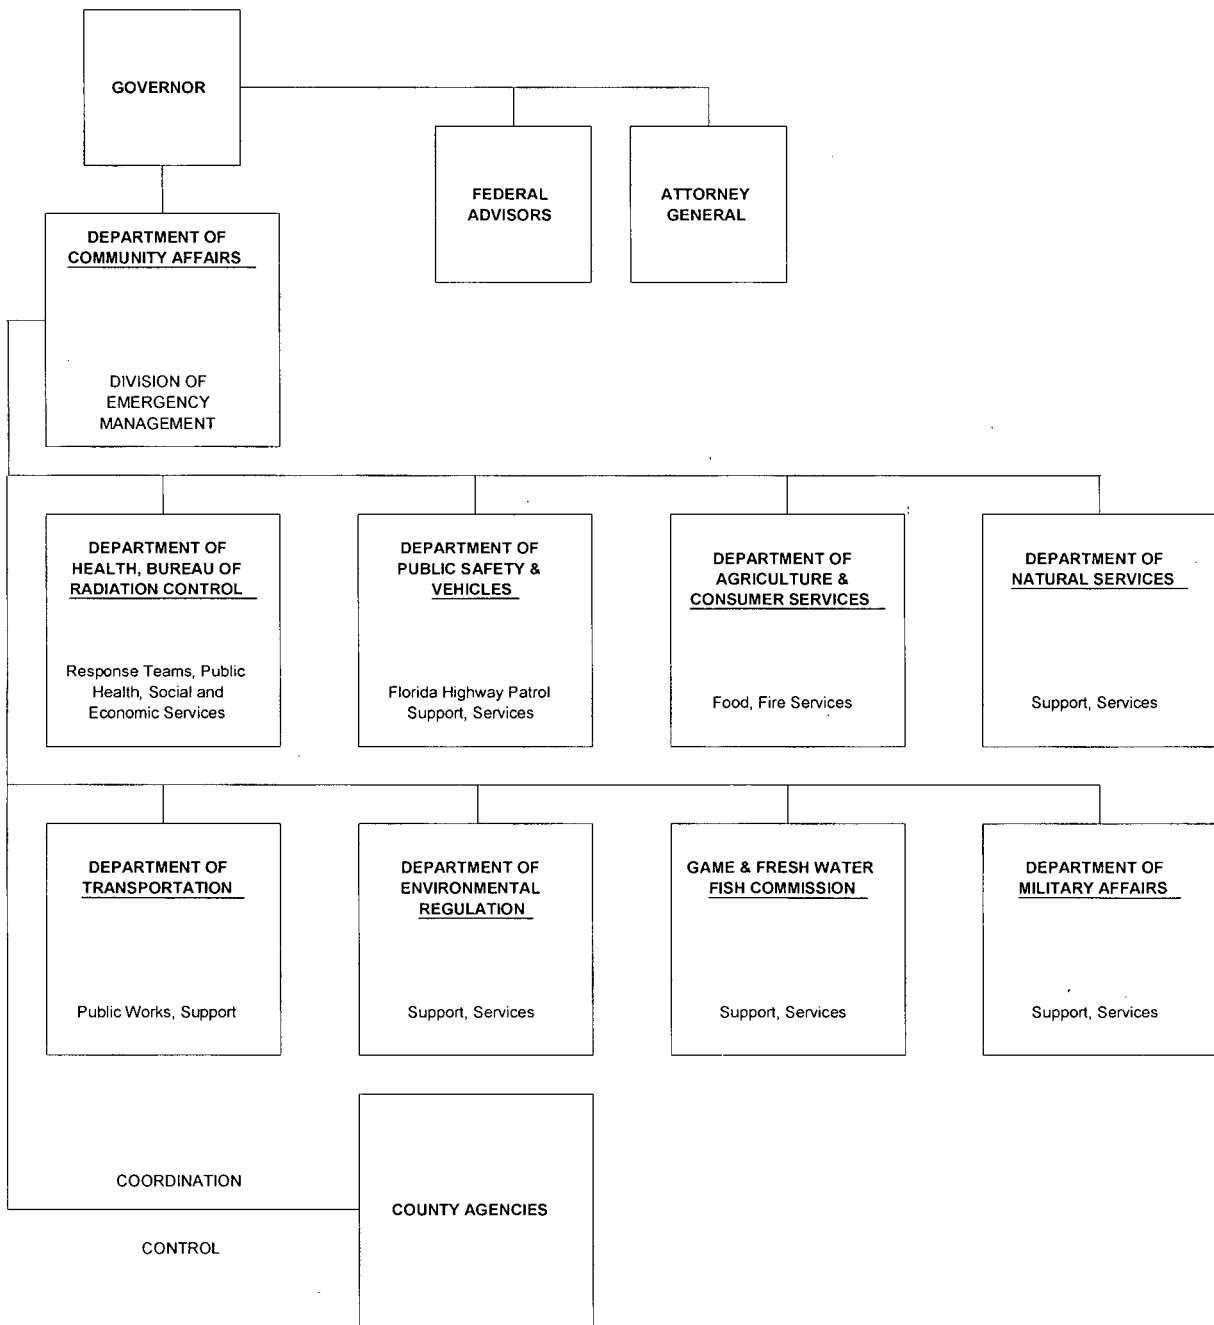 GOVERNOR
FEDERAL
ADVISORS
ATTORNEY
GENERAL
DEPARTMENT OF
COMMUNITY AFFAIRS
DIVISION OF
EMERGENCY
MANAGEMENT
DEPARTMENT OF
HEALTH, BUREAU OF
RADIATION CONTROL
Response Teams, Public
Health, Social and
Economic Services
DEPARTMENT OF
PUBLIC SAFETY &
VEHICLES
Florida Highway Patrol
Support, Services
DEPARTMENT OF
AGRICULTURE &
CONSUMER SERVICES
Food, Fire Services
DEPARTMENT OF
NATURAL SERVICES
Support, Services
DEPARTMENT OF
TRANSPORTATION
Public Works, Support
DEPARTMENT OF
ENVIRONMENTAL
REGULATION
Support, Services
GAME & FRESH WATER
FISH COMMISSION
Support, Services
DEPARTMENT OF
MILITARY AFFAIRS
Support, Services
COORDINATION
CONTROL
COUNTY AGENCIES